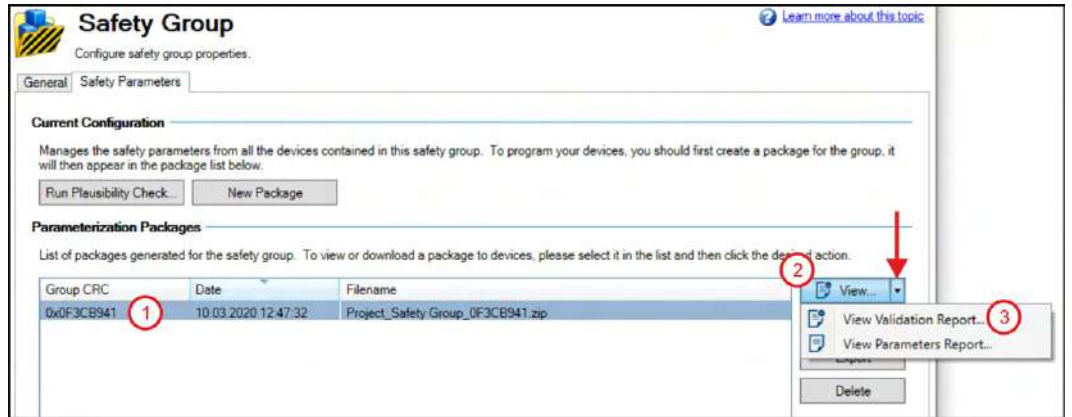 Safety Group
Learn more about this topic
Configure safety group properties.
General Safety Parameters
Current Configuration
Manages the safety parameters from all the devices contained in this safety group. To program your devices, you should first create a package for the group, it
will then appear in the package list below.
Run Plausibility Check... New Package
Parameterization Packages
List of packages generated for the safety group. To view or download a package to devices, please select it in the list and then click the desired action.
2
Group CRC Date Filename View...
0x0F3CB941 1 10.03.2020 12:47:32 Project_Safety Group_0F3CB941.zip
View Validation Report... 3
View Parameters Report...
Export
Delete